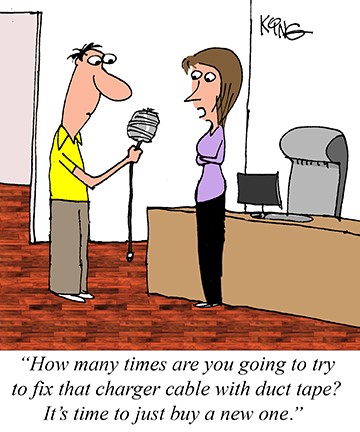 KϵϱNG
“How many times are you going to try
to fix that charger cable with duct tape?
It’s time to just buy a new one.”